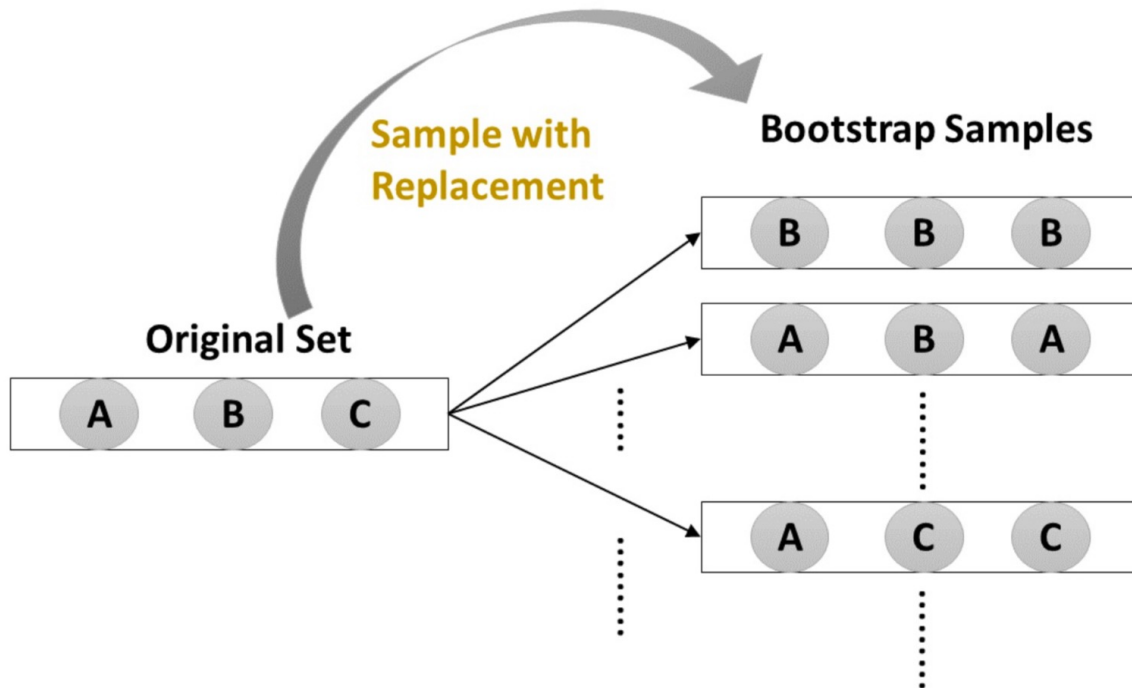 Sample with
Replacement
Bootstrap Samples
B B B
Original Set
A B A
A B C
A C C